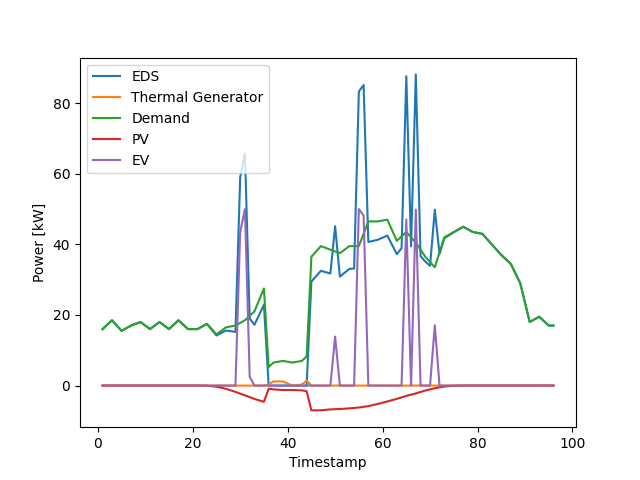 EDS
Thermal Generator
Demand
PV
EV
Power [kW]
80
60
40
20
0
0 20 40 60 80 100
Timestamp